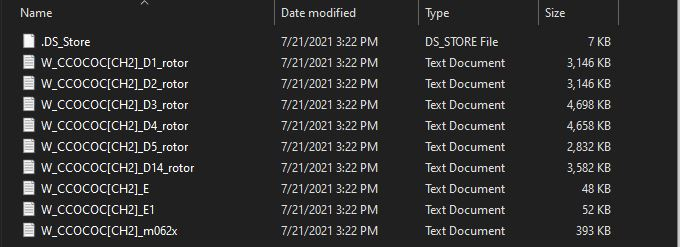 Name Date modified Type Size
.DS_Store 7/21/2021 3:22 PM DS_STORE File 7 KB
W_CCOCOC[CH2]_D1_rotor 7/21/2021 3:22 PM Text Document 3,146 KB
W_CCOCOC[CH2]_D2_rotor 7/21/2021 3:22 PM Text Document 3,146 KB
W_CCOCOC[CH2]_D3_rotor 7/21/2021 3:22 PM Text Document 4,698 KB
W_CCOCOC[CH2]_D4_rotor 7/21/2021 3:22 PM Text Document 4,658 KB
W_CCOCOC[CH2]_D5_rotor 7/21/2021 3:22 PM Text Document 2,832 KB
W_CCOCOC[CH2]_D14_rotor 7/21/2021 3:22 PM Text Document 3,582 KB
W_CCOCOC[CH2]_E 7/21/2021 3:22 PM Text Document 48 KB
W_CCOCOC[CH2]_E1 7/21/2021 3:22 PM Text Document 52 KB
W_CCOCOC[CH2]_m062x 7/21/2021 3:22 PM Text Document 393 KB